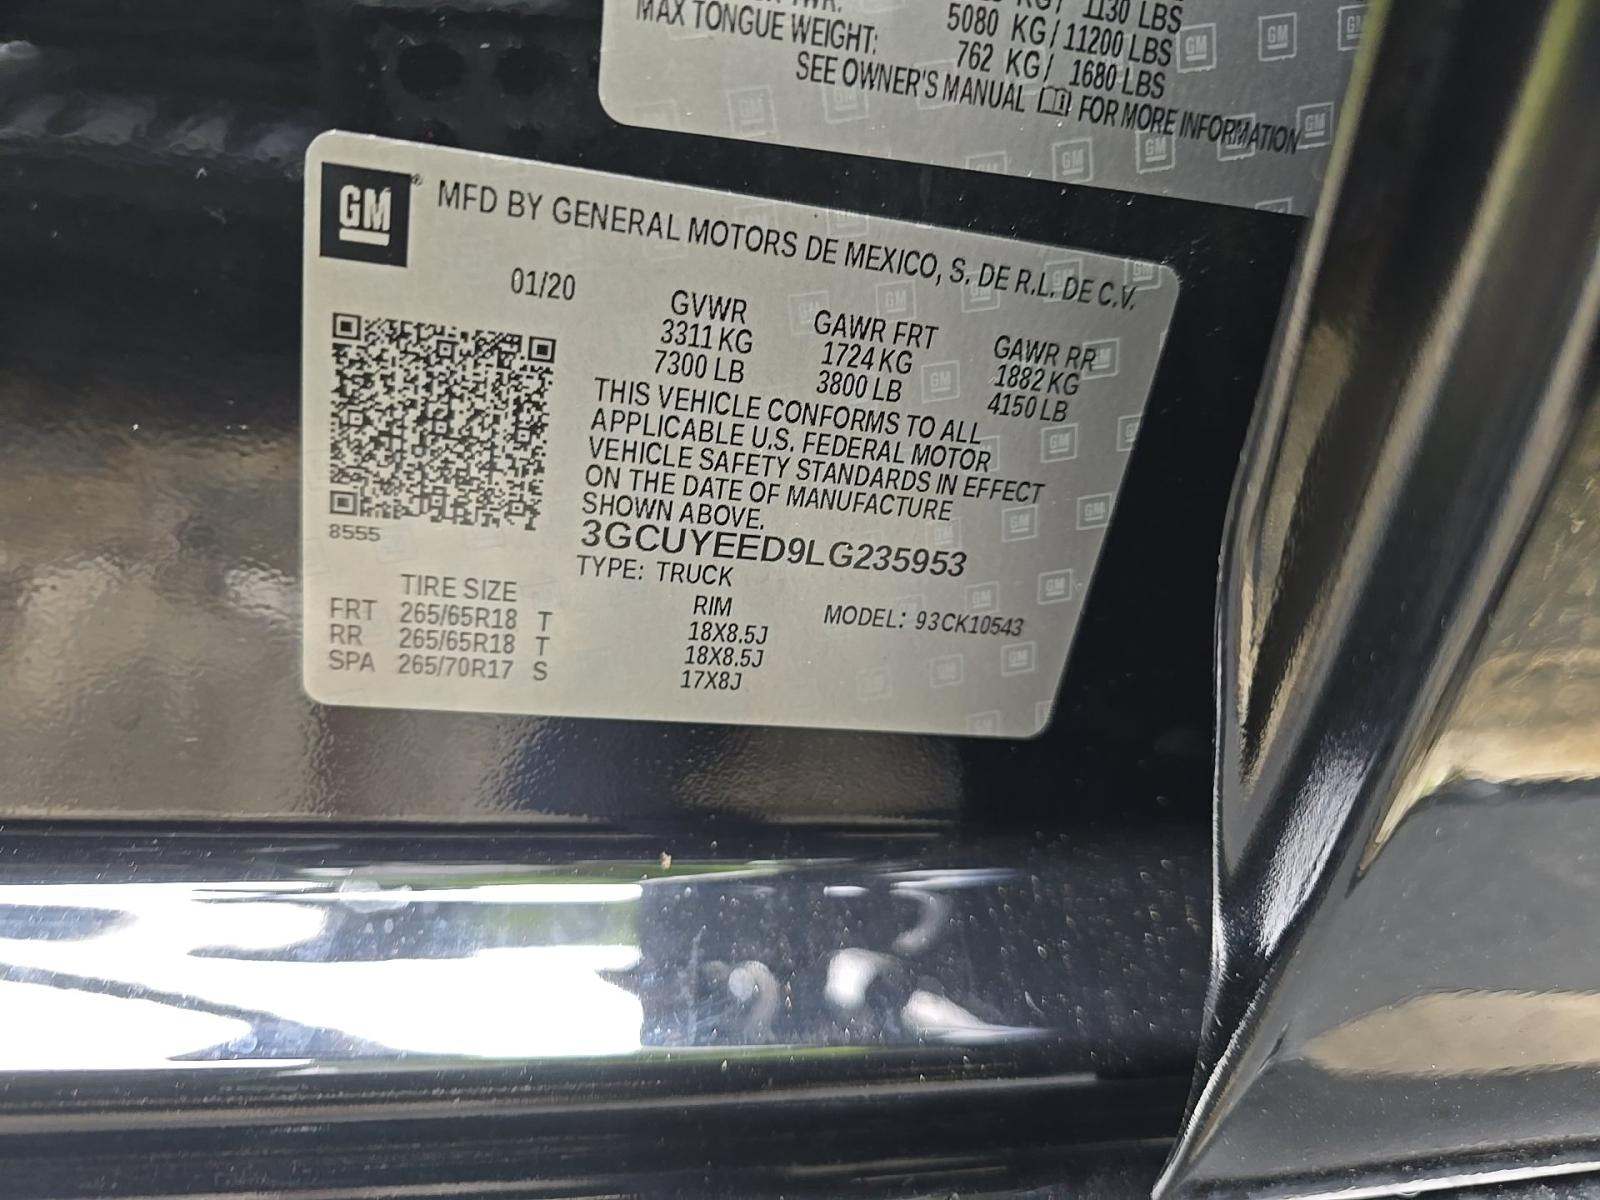 1130 LBS
5080 KG/ 11200 LBS
MAX TONGUE WEIGHT: 762 KG/ 1680 LBS
SEE OWNER'S MANUAL FOR MORE INFORMATION
GM MFD BY GENERAL MOTORS DE MEXICO, S. DE R.L. DE C.V.
01/20 GVWR GAWR FRT GAWR RR
3311 KG 1724 KG 1882 KG
7300 LB 3800 LB 4150 LB
THIS VEHICLE CONFORMS TO ALL
APPLICABLE U.S. FEDERAL MOTOR
VEHICLE SAFETY STANDARDS IN EFFECT
ON THE DATE OF MANUFACTURE
SHOWN ABOVE.
8555
3GCUYEED9LG235953
TYPE: TRUCK
TIRE SIZE RIM MODEL: 93CK10543
FRT 265/65R18 T 18X8.5J
RR 265/65R18 T 18X8.5J
SPA 265/70R17 S 17X8J